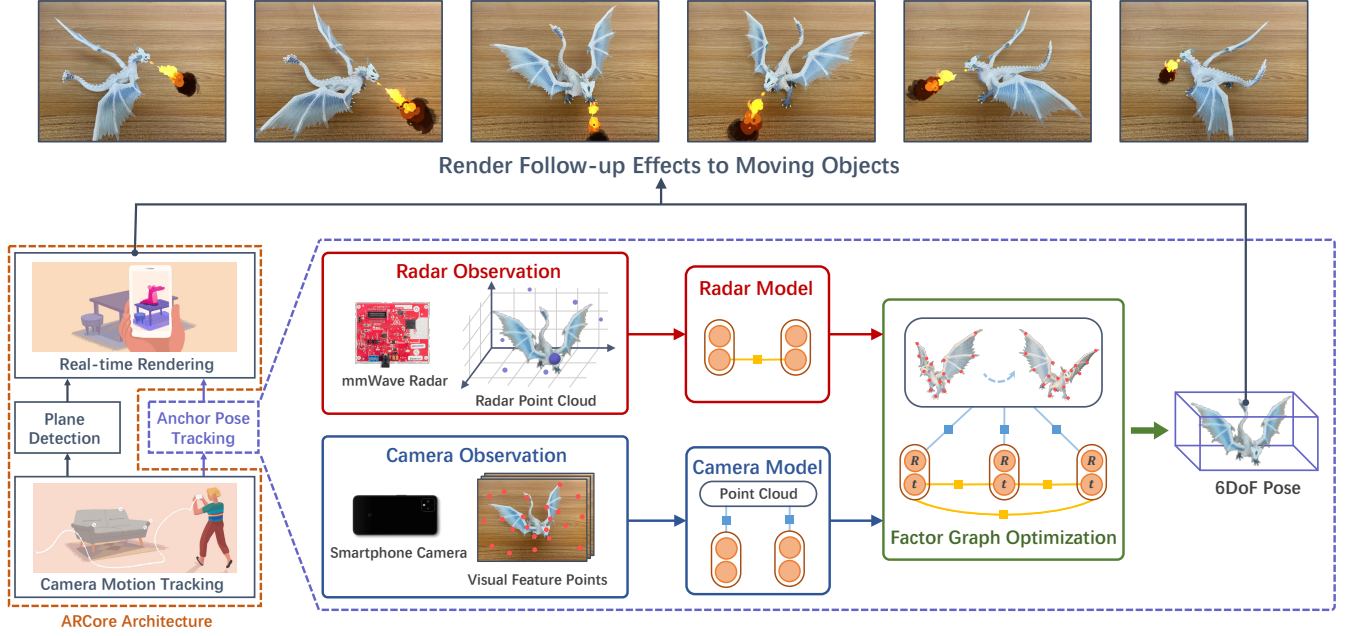 Render Follow-up Effects to Moving Objects
Real-time Rendering
Plane
Detection
Anchor Pose
Tracking
Camera Motion Tracking
ARCore Architecture
Radar Observation
mmWave Radar
Radar Point Cloud
Camera Observation
Smartphone Camera
Visual Feature Points
Radar Model
Camera Model
Point Cloud
R
t
R
t
R
t
Factor Graph Optimization
6DoF Pose